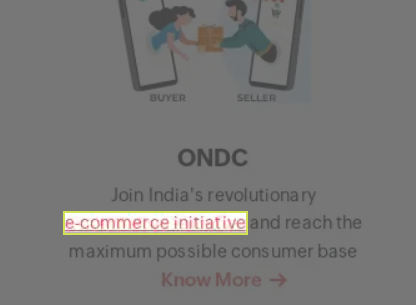 BUYER SELLER
ONDC
Join India's revolutionary
e-commerce initiative and reach the
maximum possible consumer base
Know More →